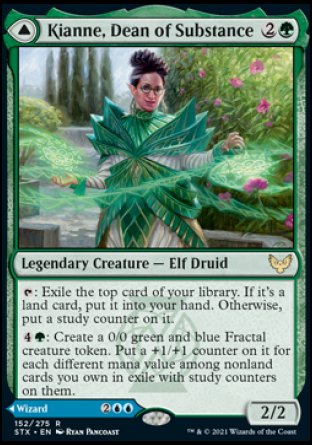 Kianne, Dean of Substance 2
Legendary Creature — Elf Druid
: Exile the top card of your library. If it's a
land card, put it into your hand. Otherwise,
put a study counter on it.
4 : Create a 0/0 green and blue Fractal
creature token. Put a +1/+1 counter on it for
each different mana value among nonland
cards you own in exile with study counters
on them.
Wizard 2
2/2
152/275 R
STX • EN RYAN PANCOAST
™ & © 2021 Wizards of the Coast